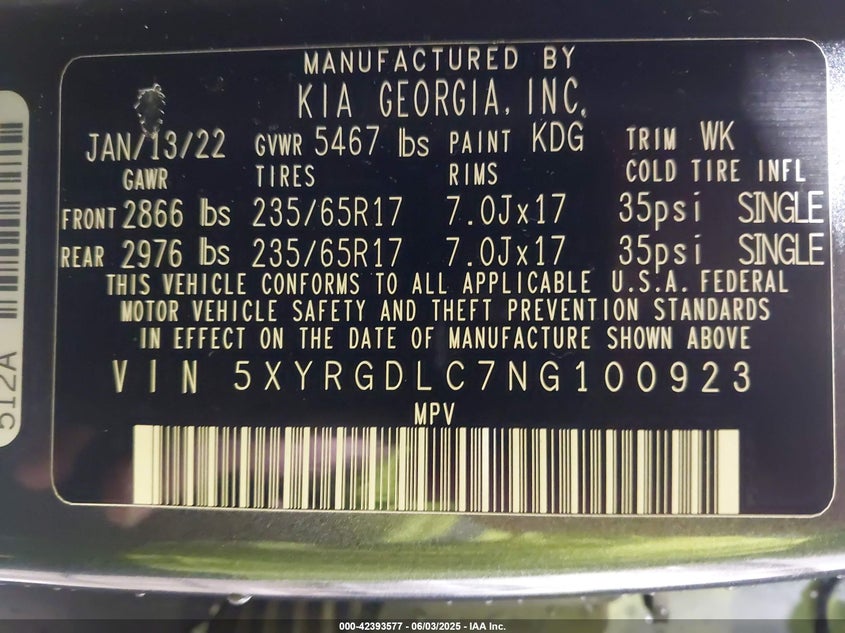 MANUFACTURED BY
KIA GEORGIA, INC.
JAN/13/22 GVWR 5467 lbs PAINT KDG TRIM WK
GAWR TIRES RIMS COLD TIRE INFL
FRONT 2866 lbs 235/65R17 7.0Jx17 35psi SINGLE
REAR 2976 lbs 235/65R17 7.0Jx17 35psi SINGLE
THIS VEHICLE CONFORMS TO ALL APPLICABLE U.S.A. FEDERAL
MOTOR VEHICLE SAFETY AND THEFT PREVENTION STANDARDS
IN EFFECT ON THE DATE OF MANUFACTURE SHOWN ABOVE
VIN 5XYRGDLC7NG100923
MPV
512A
000-42393577 - 06/03/2025 - IAA Inc.